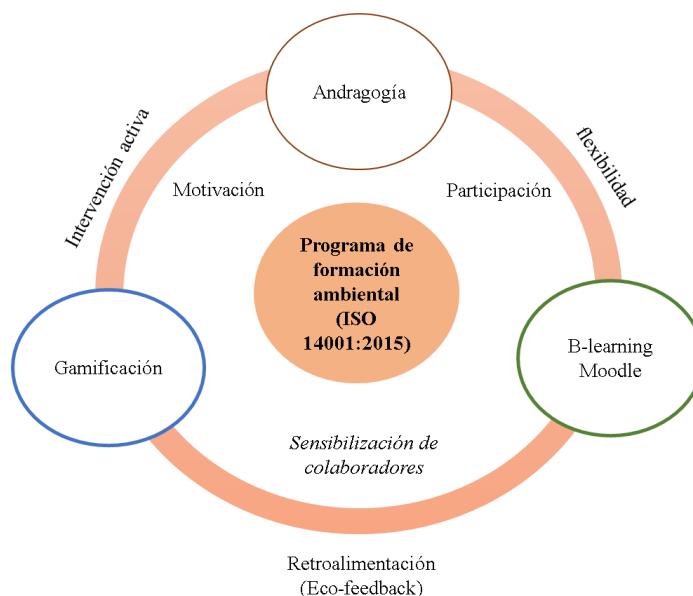 Andragogía
Intervención activa
flexibilidad
Motivación
Participación
Programa de
formación
ambiental
(ISO
14001:2015)
Gamificación
B-learning
Moodle
Sensibilización de
colaboradores
Retroalimentación
(Eco-feedback)